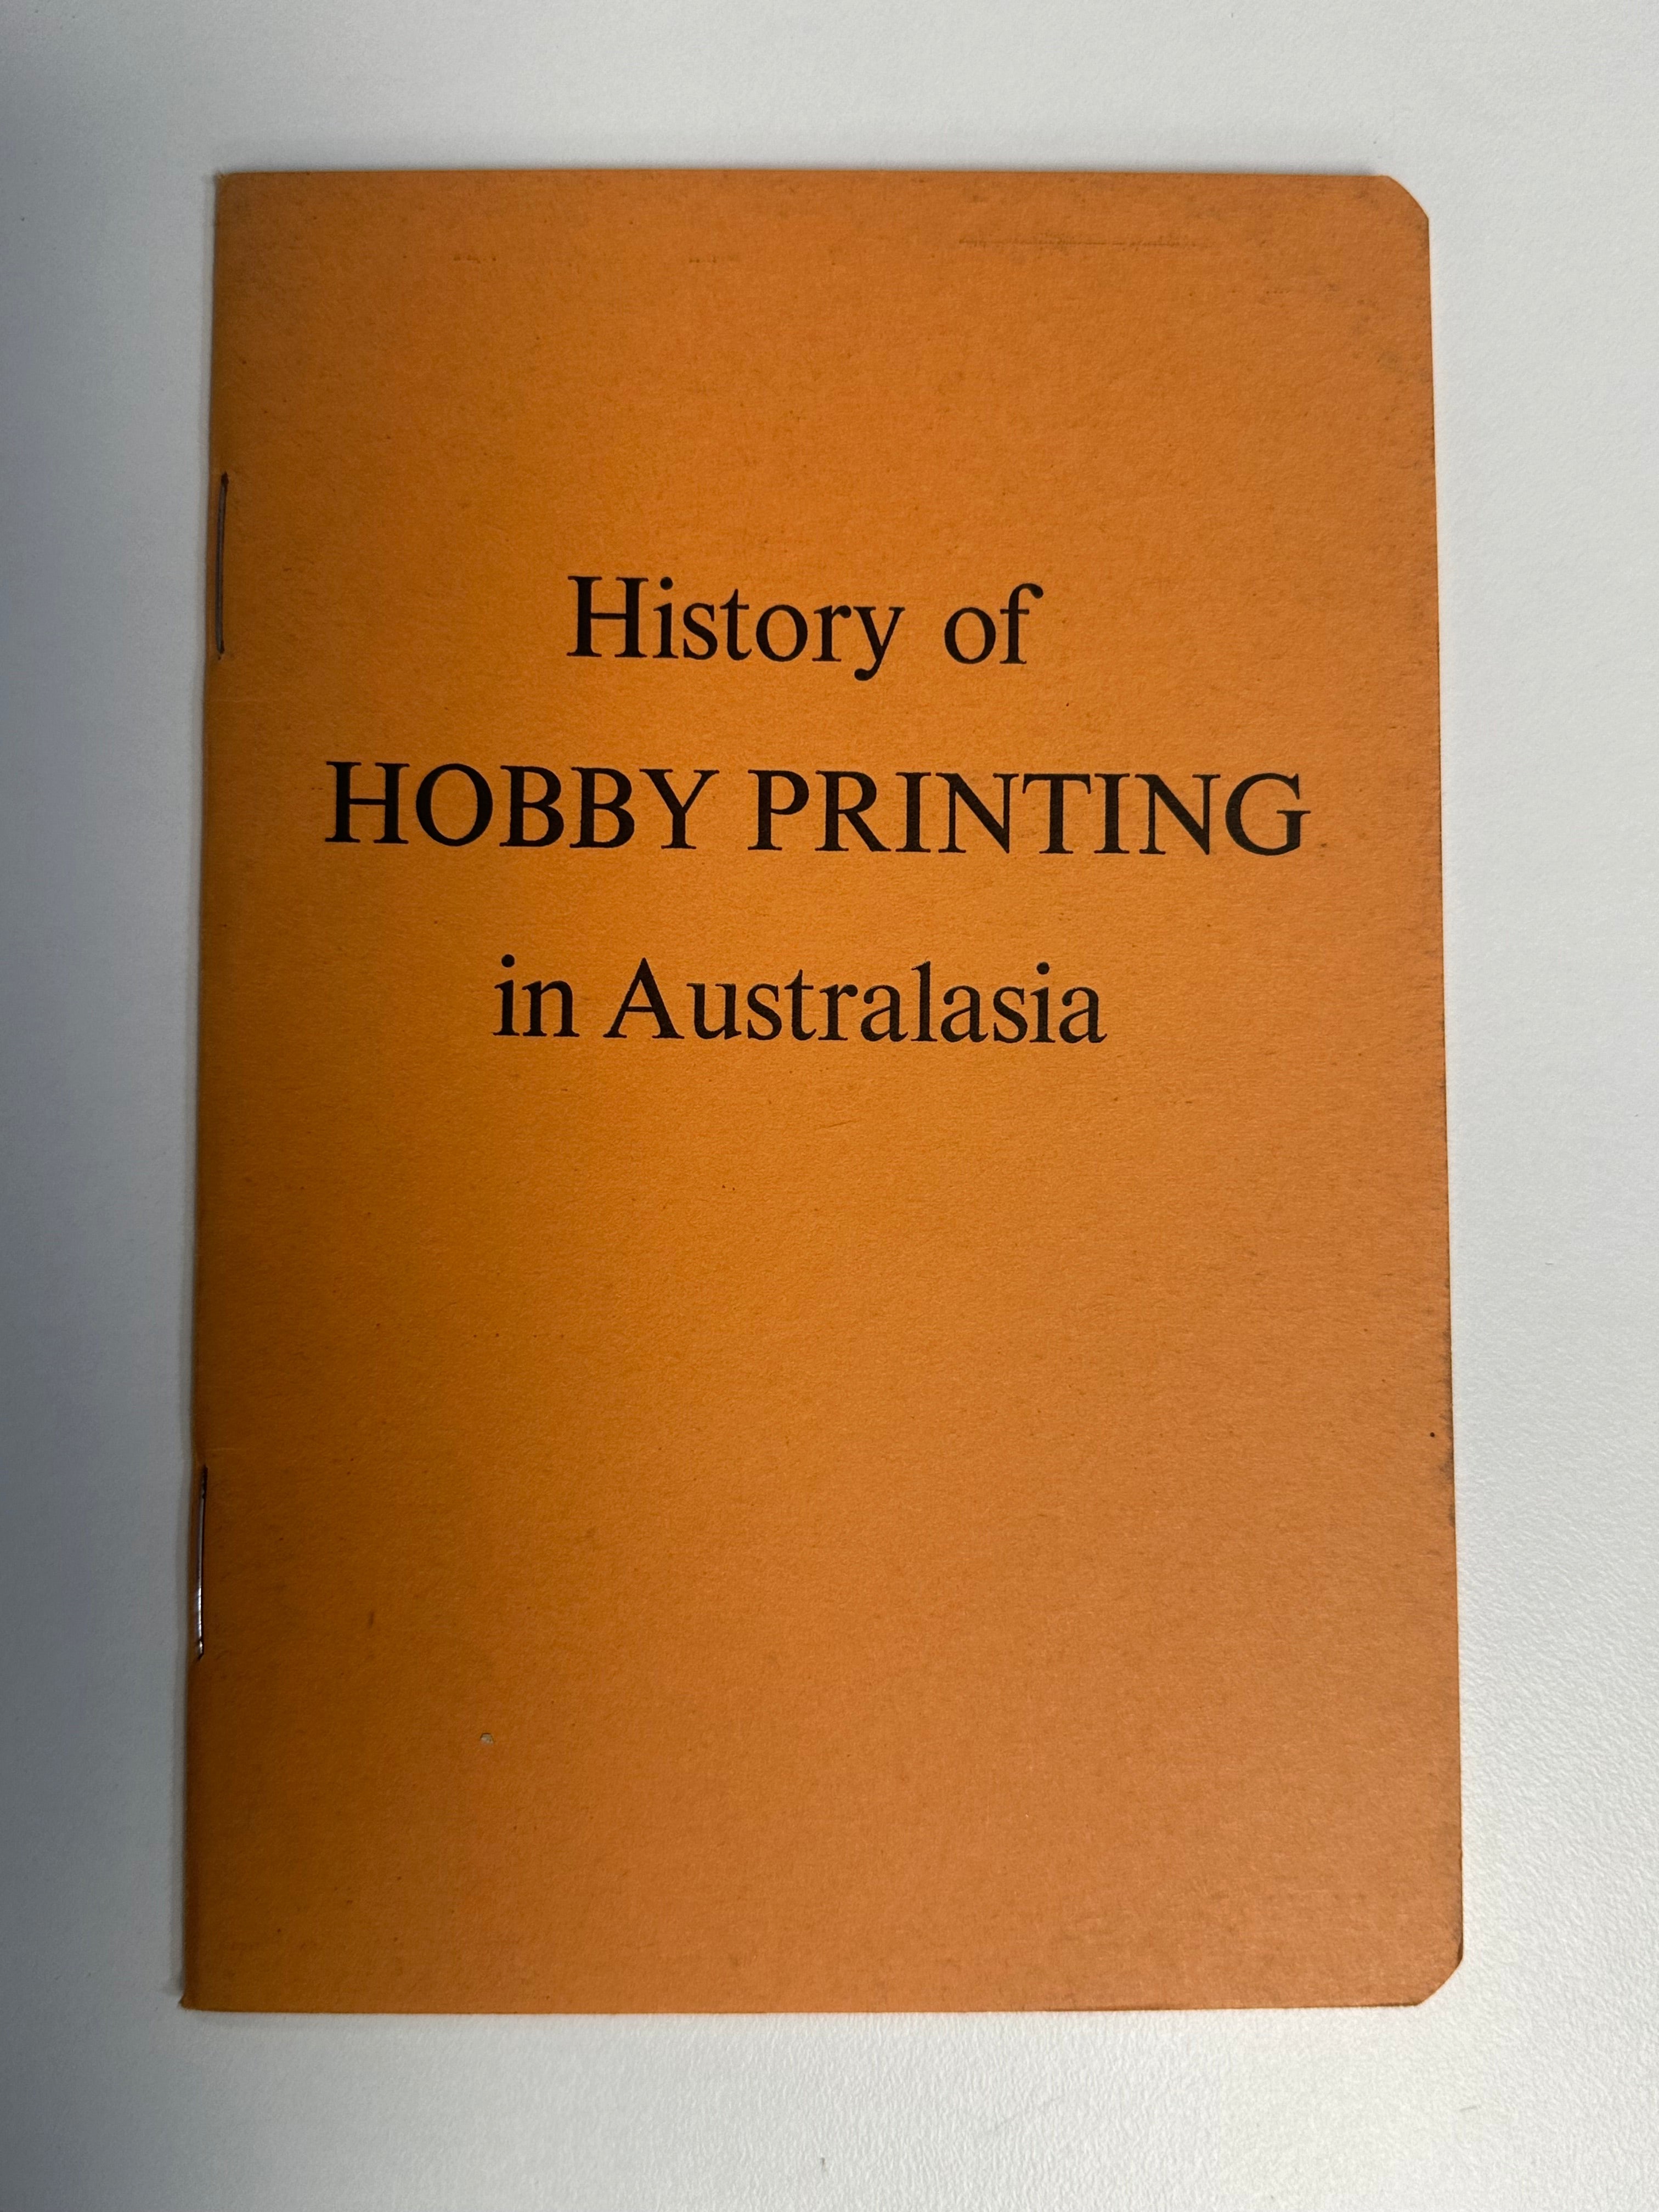 History of
HOBBY PRINTING
in Australasia